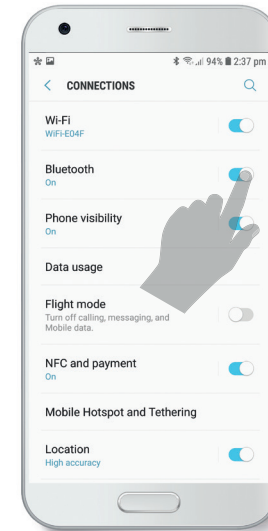 94% 2:37 pm
CONNECTIONS
Wi-Fi
WiFi-E04F
Bluetooth
On
Phone visibility
On
Data usage
Flight mode
Turn off calling, messaging, and
Mobile data.
NFC and payment
On
Mobile Hotspot and Tethering
Location
High accuracy